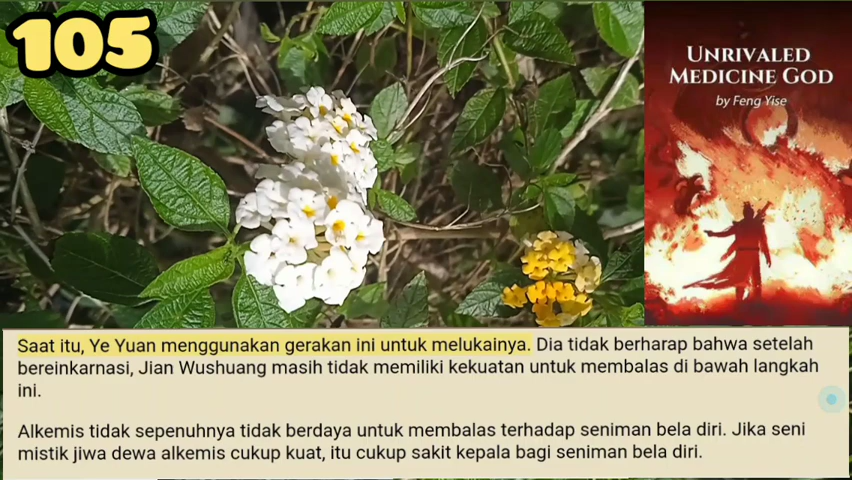 105
UNRIVALED
MEDICINE GOD
by Feng Yise
Saat itu, Ye Yuan menggunakan gerakan ini untuk melukainya. Dia tidak berharap bahwa setelah
bereinkarnasi, Jian Wushuang masih tidak memiliki kekuatan untuk membalas di bawah langkah
ini.
Alkemis tidak sepenuhnya tidak berdaya untuk membalas terhadap seniman bela diri. Jika seni
mistik jiwa dewa alkemis cukup kuat, itu cukup sakit kepala bagi seniman bela diri.